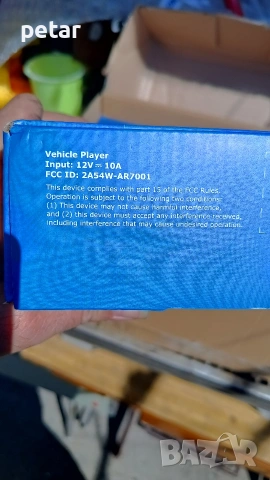 petar
Vehicle Player
Input: 12V⎓10A
FCC ID: 2A54W-AR7001
This device complies with part 15 of the FCC Rules.
Operation is subject to the following two conditions:
(1) This device may not cause harmful interference,
and (2) this device must accept any interference received,
including interference that may cause undesired operation.
BAZAR
bg